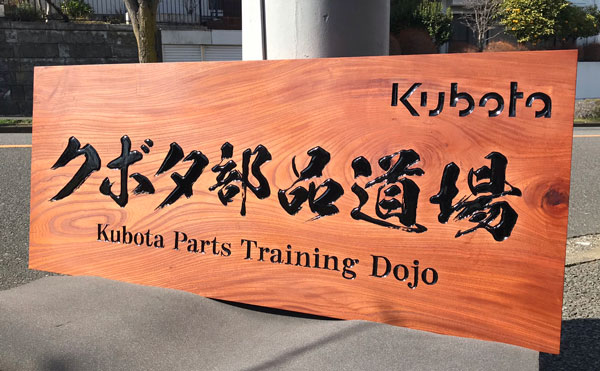 Kubota
クボタ部品道場
Kubota Parts Training Dojo